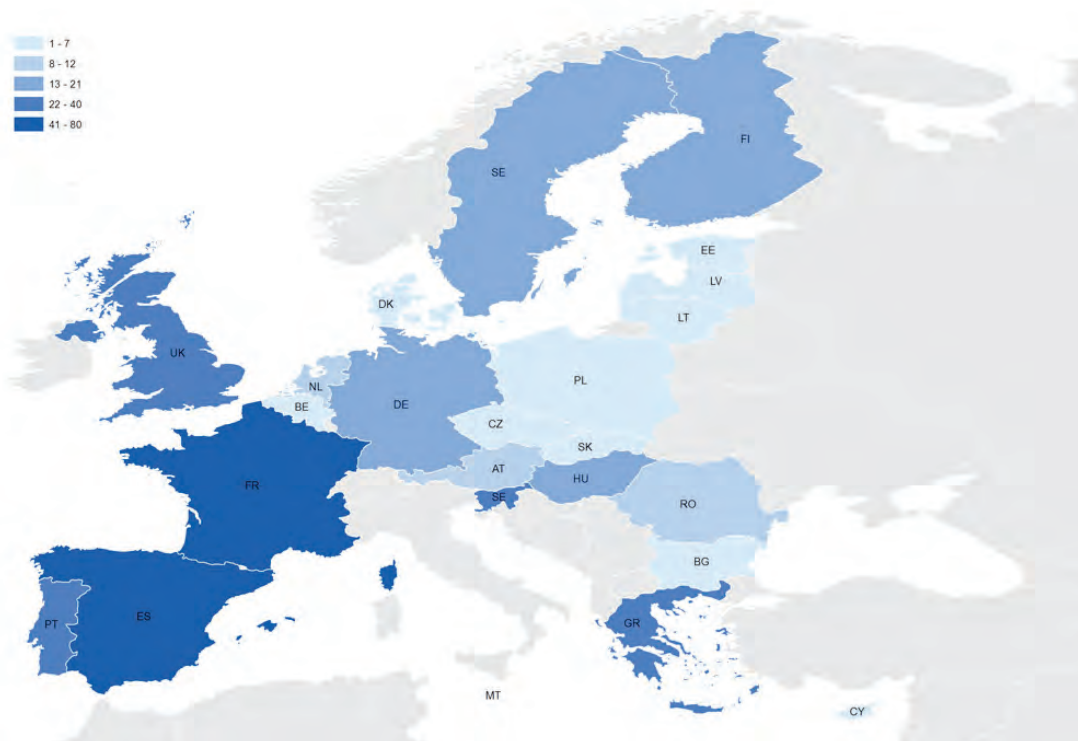 1 - 7
8 - 12
13 - 21
22 - 40
41 - 80
FI
SE
EE
LV
DK
LT
UK
NL
PL
BE
DE
CZ
SK
AT
HU
FR
SE
RO
BG
ES
PT
GR
MT
CY